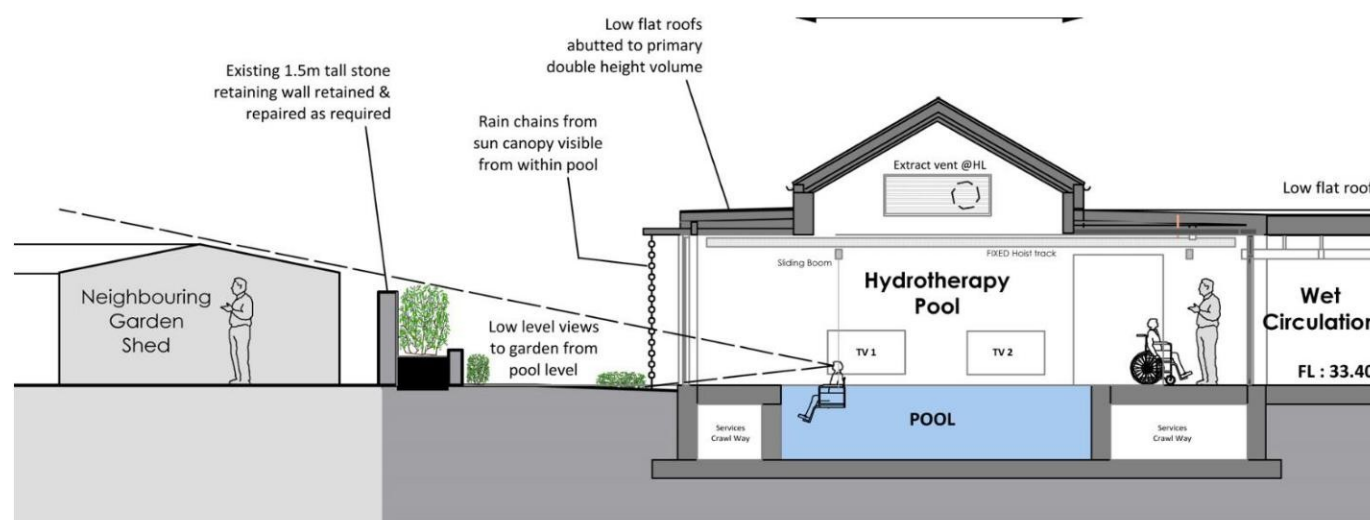 Low flat roofs
abutted to primary
double height volume
Existing 1.5m tall stone
retaining wall retained &
repaired as required
Rain chains from
sun canopy visible
from within pool
Extract vent @HL
Low flat roof
Sliding Boom
FIXED Hoist track
Neighbouring
Garden
Shed
Low level views
to garden from
pool level
Hydrotherapy
Pool
Wet
Circulation
TV 1
TV 2
FL : 33.40
POOL
Services
Crawl Way
Services
Crawl Way